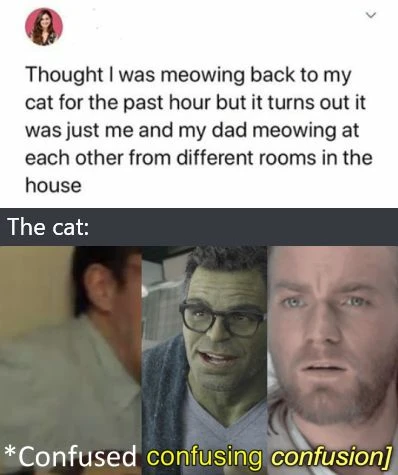 Thought I was meowing back to my
cat for the past hour but it turns out it
was just me and my dad meowing at
each other from different rooms in the
house
The cat:
*Confused confusing confusion]